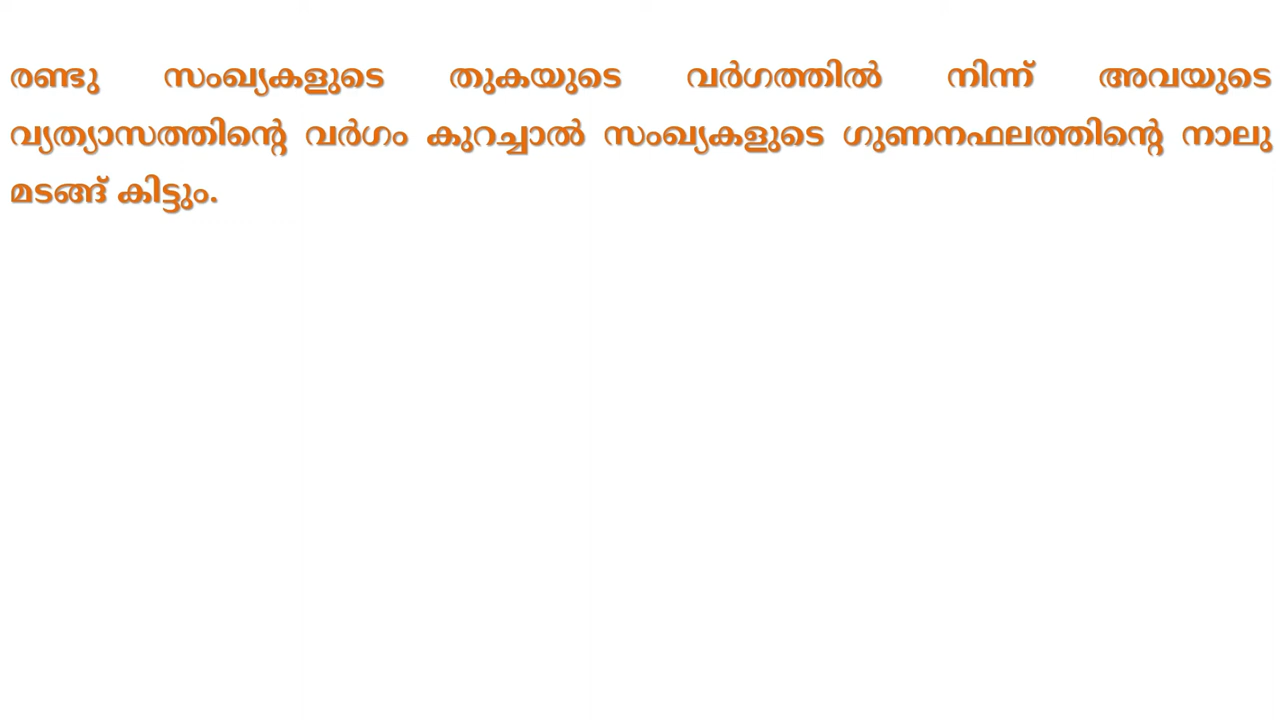 രണ്ടു സംഖ്യകളുടെ തുകയുടെ വർഗത്തിൽ നിന്ന് അവയുടെ
വ്യത്യാസത്തിന്റെ വർഗം കുറച്ചാൽ സംഖ്യകളുടെ ഗുണനഫലത്തിന്റെ നാലു
മടങ്ങ് കിട്ടും.